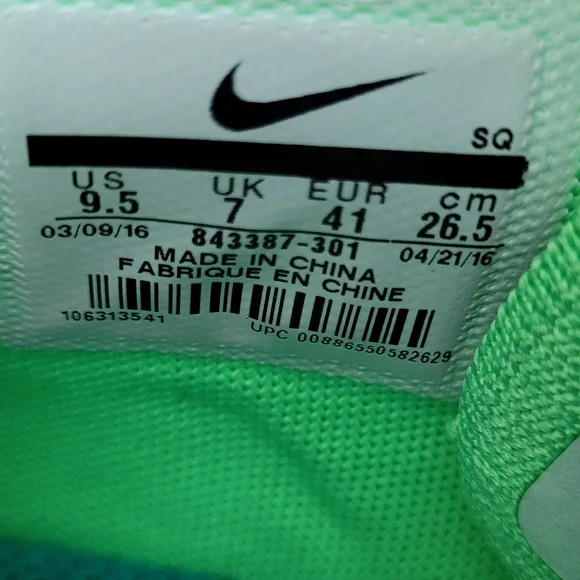 SQ
US UK EUR cm
9.5 7 41 26.5
03/09/16 843387-301 04/21/16
MADE IN CHINA
FABRIQUE EN CHINE
106313541 UPC 00886550582629